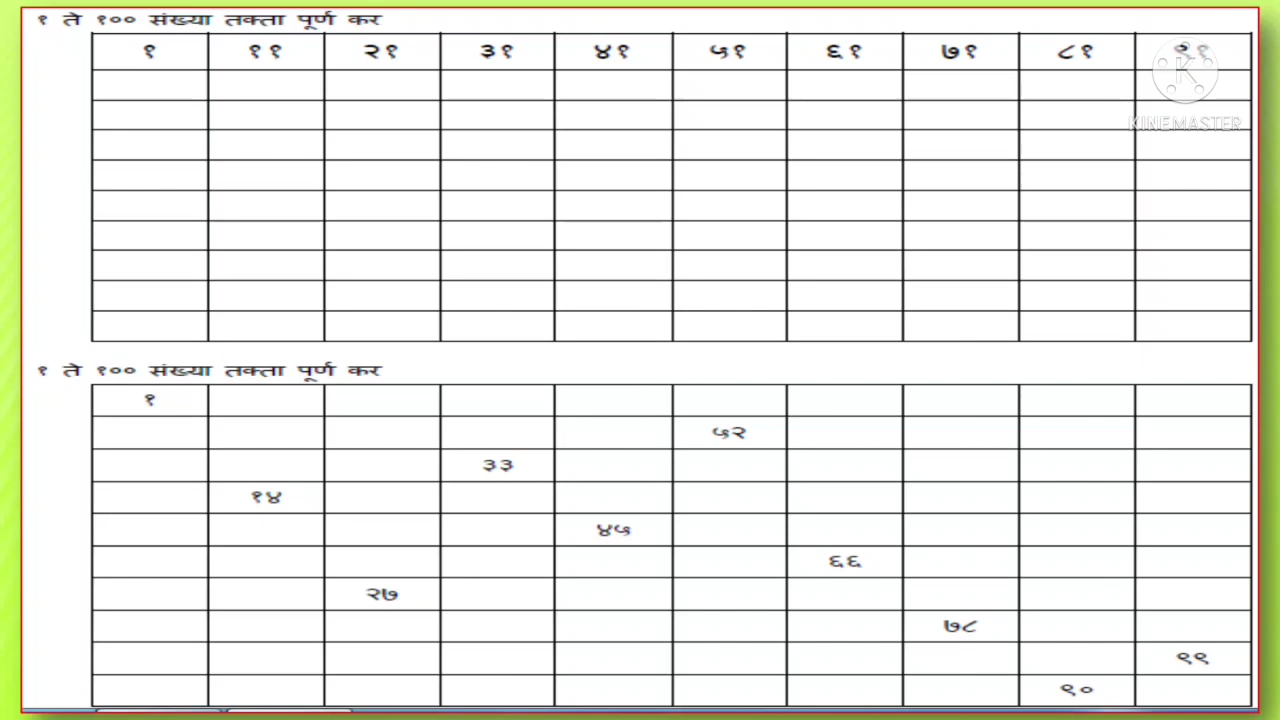 १ ते १०० संख्या तक्ता पूर्ण कर
१ ११ २१ ३१ ४१ ५१ ६१ ७१ ८१ ९१
KINEMASTER
१ ते १०० संख्या तक्ता पूर्ण कर
१
५२
३३
१४
४५
६६
२७
७८
९९
९०